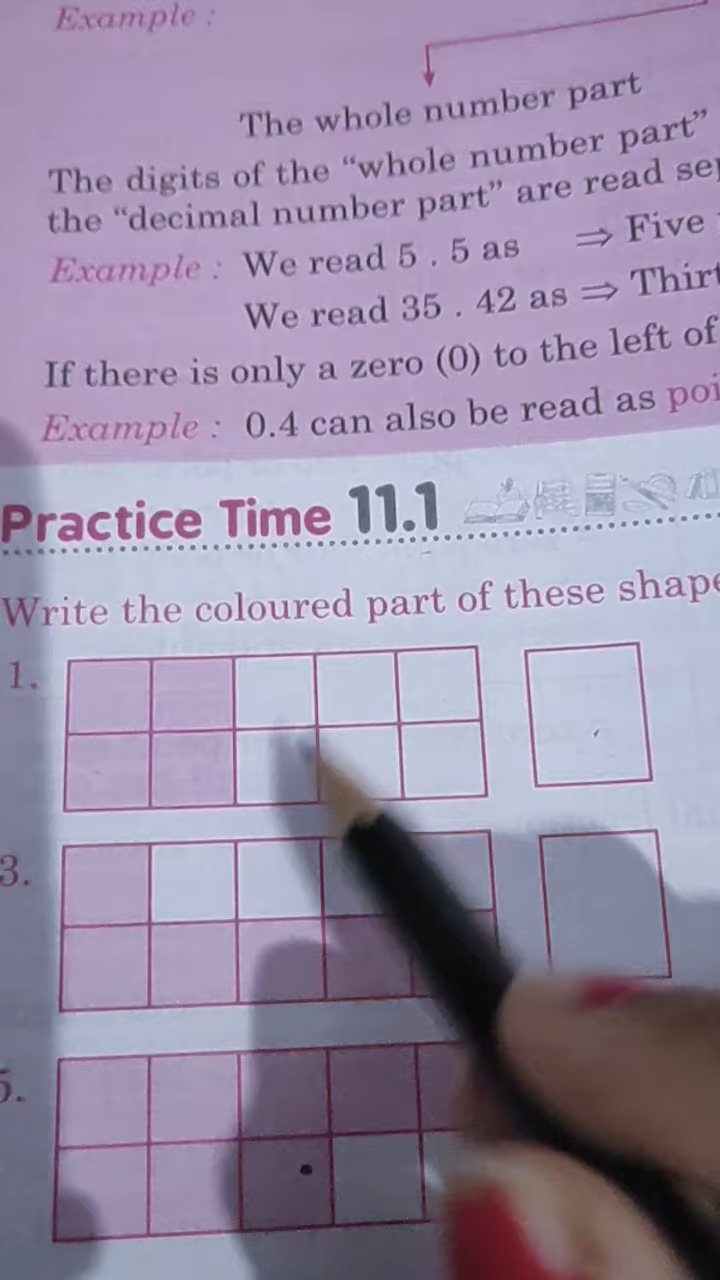 Example :
The whole number part
The digits of the “whole number part”
the “decimal number part” are read
Example : We read 5 . 5 as ⇒ Five
We read 35 . 42 as ⇒
If there is only a zero (0) to the left of
Example : 0.4 can also be read as
Practice Time 11.1
Write the coloured part of these
1.
3.
5.